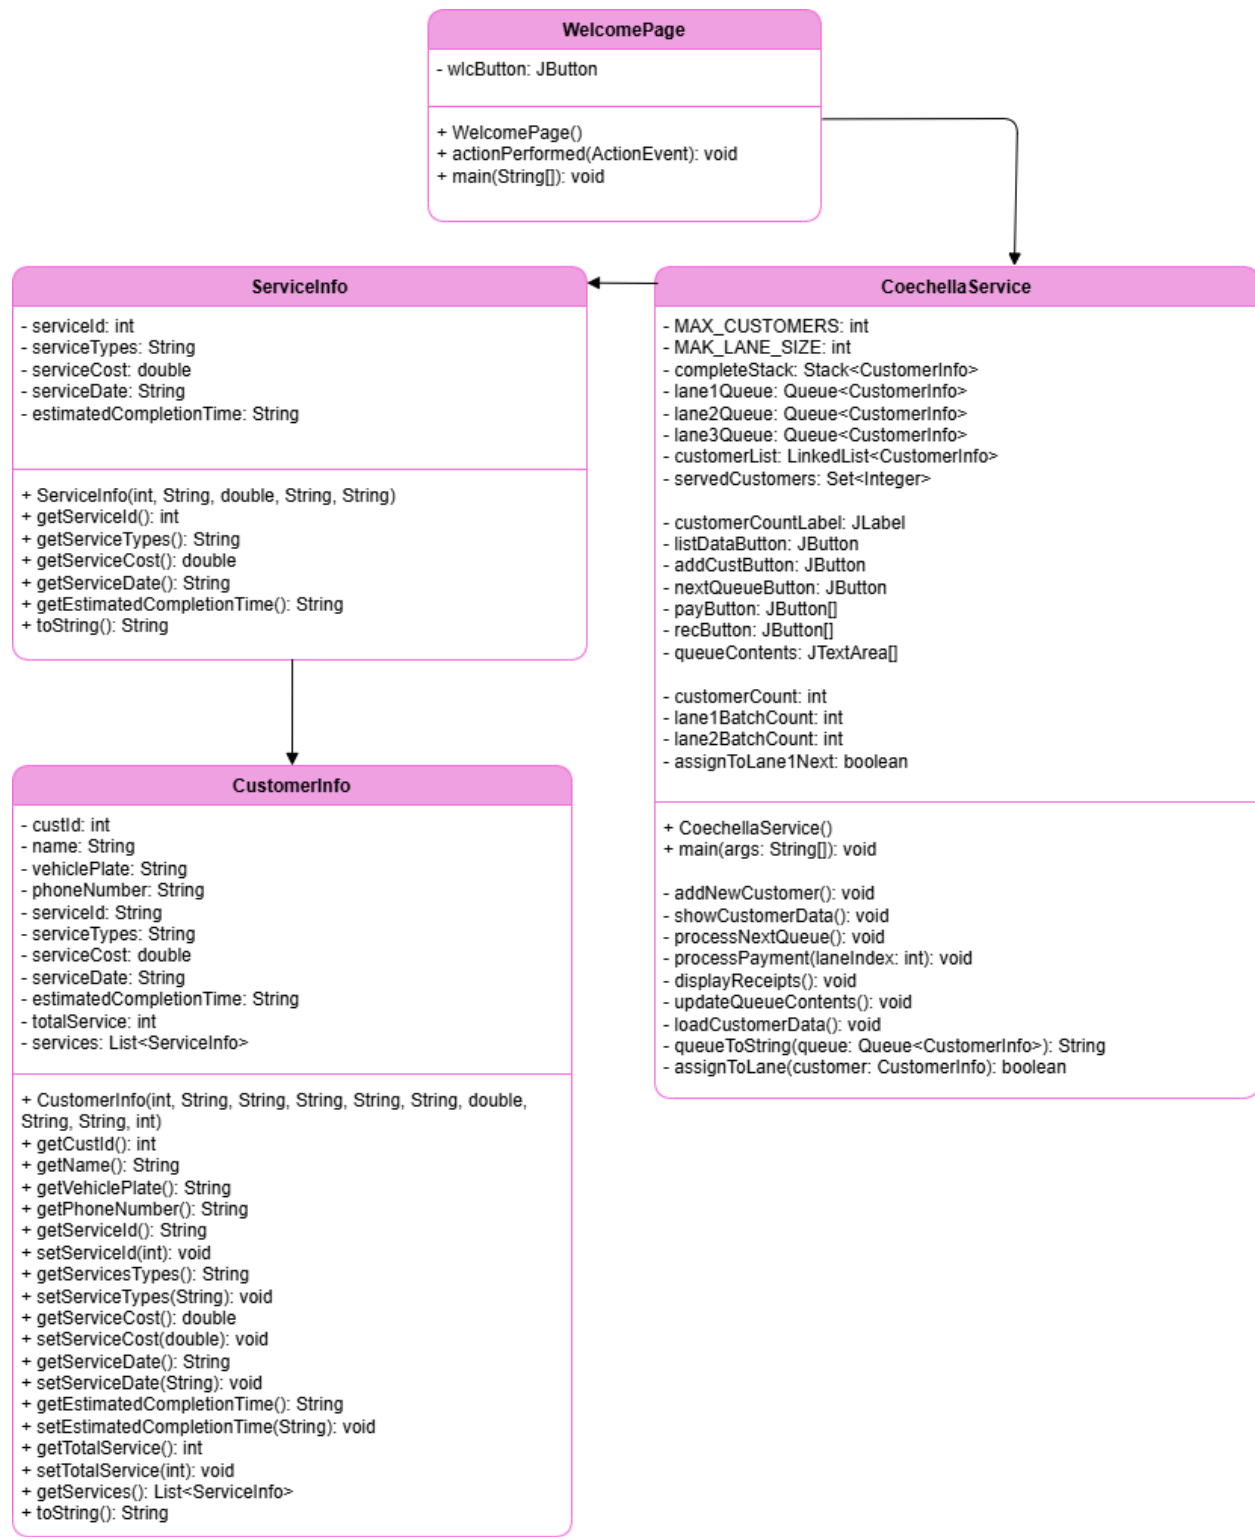 WelcomePage
- wlcButton: JButton
+ WelcomePage()
+ actionPerformed(ActionEvent): void
+ main(String[]): void
ServiceInfo
- serviceId: int
- serviceTypes: String
- serviceCost: double
- serviceDate: String
- estimatedCompletionTime: String
+ ServiceInfo(int, String, double, String, String)
+ getServiceId(): int
+ getServiceTypes(): String
+ getServiceCost(): double
+ getServiceDate(): String
+ getEstimatedCompletionTime(): String
+ toString(): String
CoechellaService
- MAX_CUSTOMERS: int
- MAK_LANE_SIZE: int
- completeStack: Stack<CustomerInfo>
- lane1Queue: Queue<CustomerInfo>
- lane2Queue: Queue<CustomerInfo>
- lane3Queue: Queue<CustomerInfo>
- customerList: LinkedList<CustomerInfo>
- servedCustomers: Set<Integer>
- customerCountLabel: JLabel
- listDataButton: JButton
- addCustButton: JButton
- nextQueueButton: JButton
- payButton: JButton[]
- recButton: JButton[]
- queueContents: JTextArea[]
- customerCount: int
- lane1BatchCount: int
- lane2BatchCount: int
- assignToLane1Next: boolean
+ CoechellaService()
+ main(args: String[]): void
- addNewCustomer(): void
- showCustomerData(): void
- processNextQueue(): void
- processPayment(laneIndex: int): void
- displayReceipts(): void
- updateQueueContents(): void
- loadCustomerData(): void
- queueToString(queue: Queue<CustomerInfo>): String
- assignToLane(customer: CustomerInfo): boolean
CustomerInfo
- custId: int
- name: String
- vehiclePlate: String
- phoneNumber: String
- serviceId: String
- serviceTypes: String
- serviceCost: double
- serviceDate: String
- estimatedCompletionTime: String
- totalService: int
- services: List<ServiceInfo>
+ CustomerInfo(int, String, String, String, String, String, double,
String, String, int)
+ getCustId(): int
+ getName(): String
+ getVehiclePlate(): String
+ getPhoneNumber(): String
+ getServiceId(): String
+ setServiceId(int): void
+ getServicesTypes(): String
+ setServiceTypes(String): void
+ getServiceCost(): double
+ setServiceCost(double): void
+ getServiceDate(): String
+ setServiceDate(String): void
+ getEstimatedCompletionTime(): String
+ setEstimatedCompletionTime(String): void
+ getTotalService(): int
+ setTotalService(int): void
+ getServices(): List<ServiceInfo>
+ toString(): String